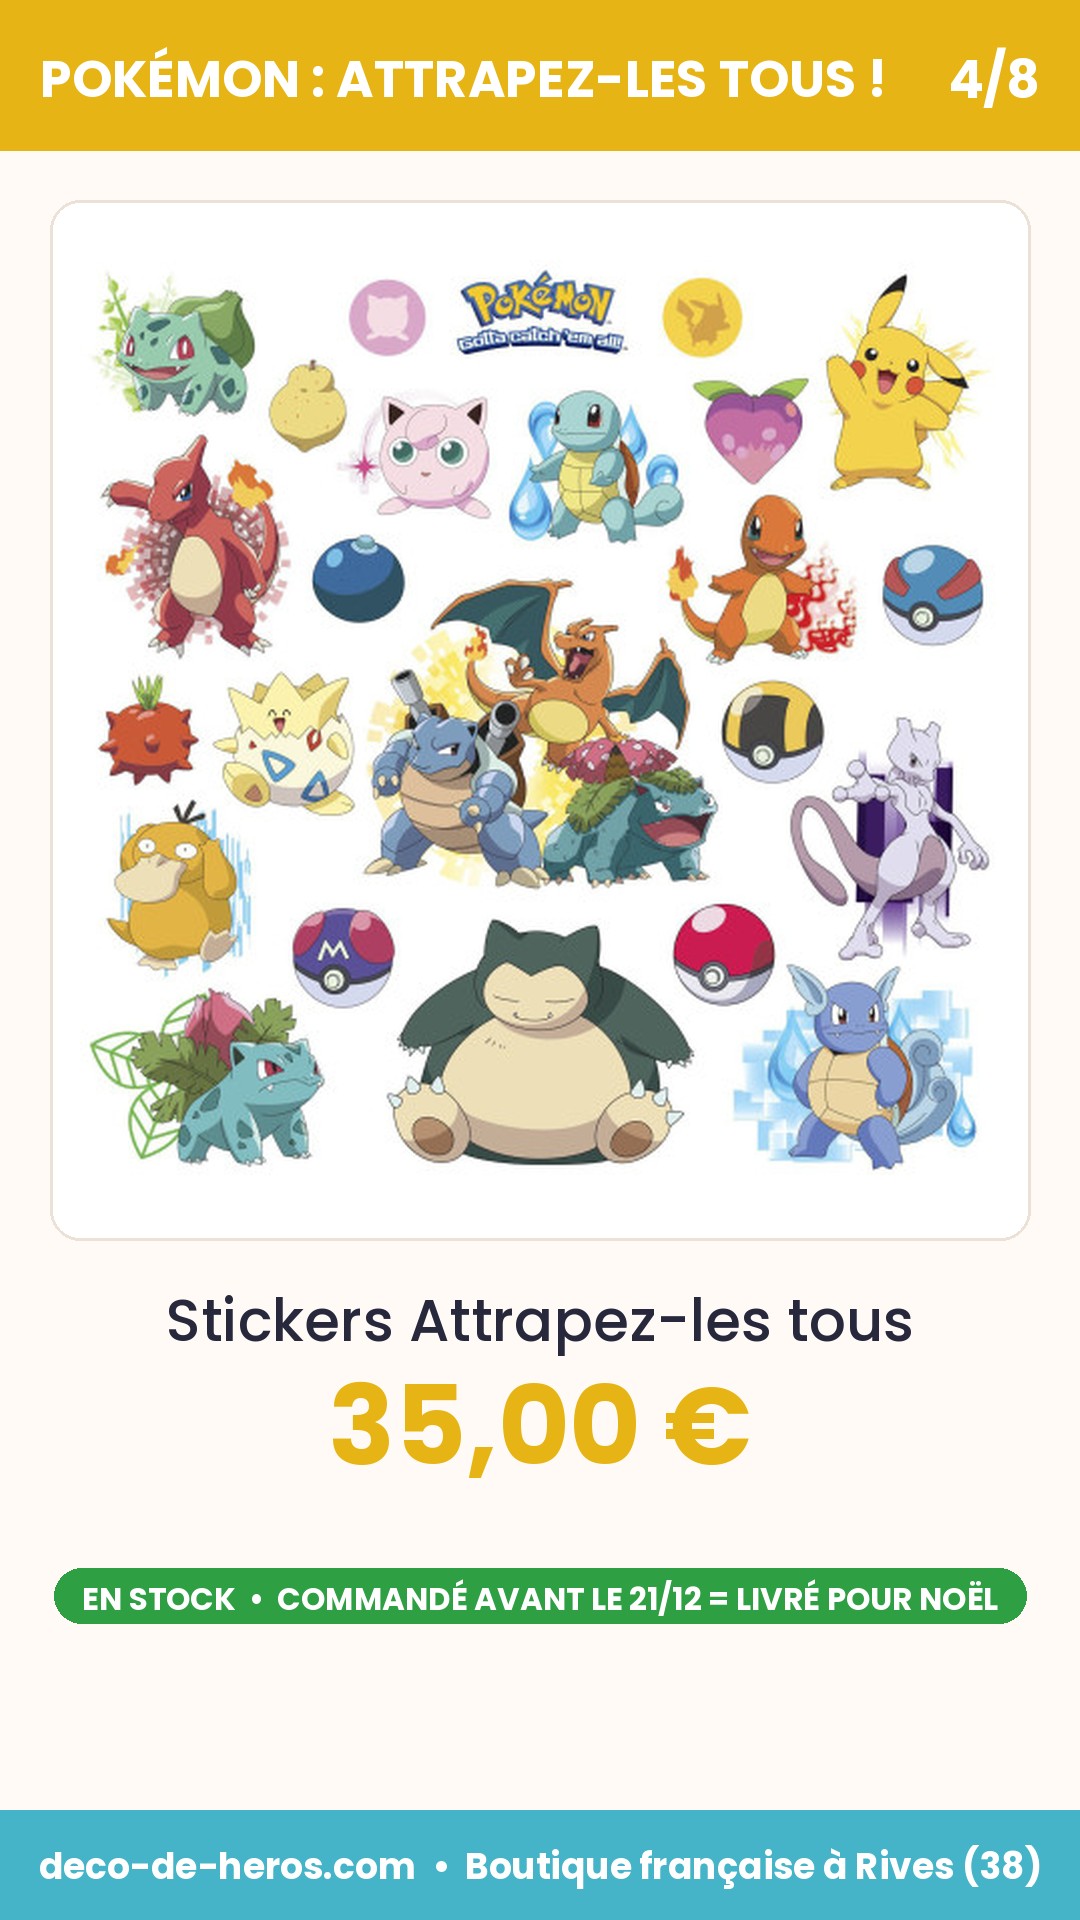 POKÉMON : ATTRAPEZ-LES TOUS ! 4/8
POKéMON
Gotta catch 'em all!
M
Stickers Attrapez-les tous
35,00 €
EN STOCK • COMMANDÉ AVANT LE 21/12 = LIVRÉ POUR NOËL
deco-de-heros.com • Boutique française à Rives (38)